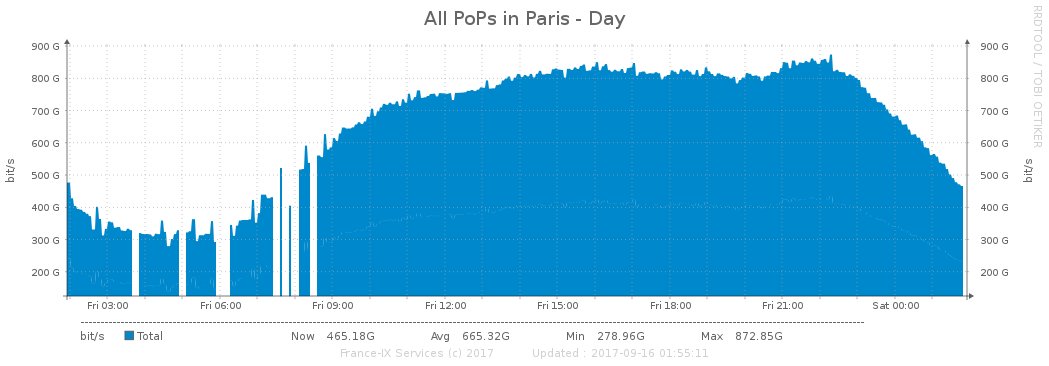 All PoPs in Paris - Day
RRDTOOL / TOBI OETIKER
900 G 900 G
800 G 800 G
700 G 700 G
600 G 600 G
500 G 500 G
400 G 400 G
300 G 300 G
200 G 200 G
bit/s bit/s
Fri 03:00 Fri 06:00 Fri 09:00 Fri 12:00 Fri 15:00 Fri 18:00 Fri 21:00 Sat 00:00
bit/s Total Now 465.18G Avg 665.32G Min 278.96G Max 872.85G
France-IX Services (c) 2017 Updated : 2017-09-16 01:55:11